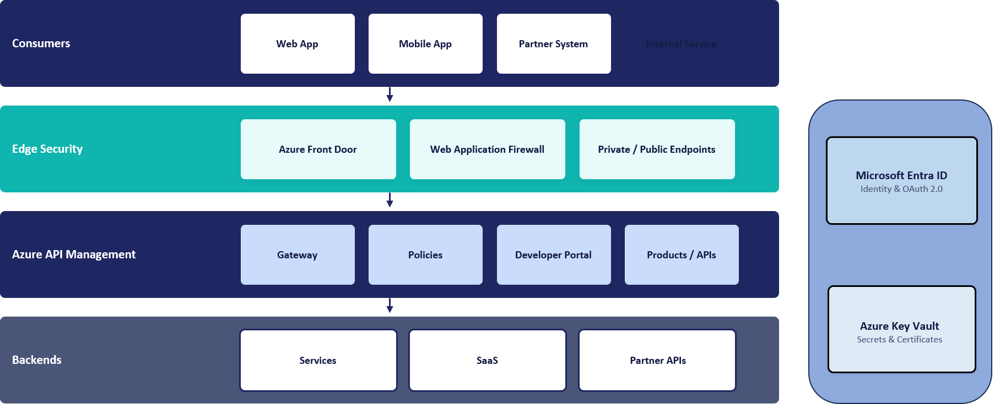 Consumers
Web App
Mobile App
Partner System
Internal Service
Edge Security
Azure Front Door
Web Application Firewall
Private / Public Endpoints
Azure API Management
Gateway
Policies
Developer Portal
Products / APIs
Backends
Services
SaaS
Partner APIs
Microsoft Entra ID
Identity & OAuth 2.0
Azure Key Vault
Secrets & Certificates